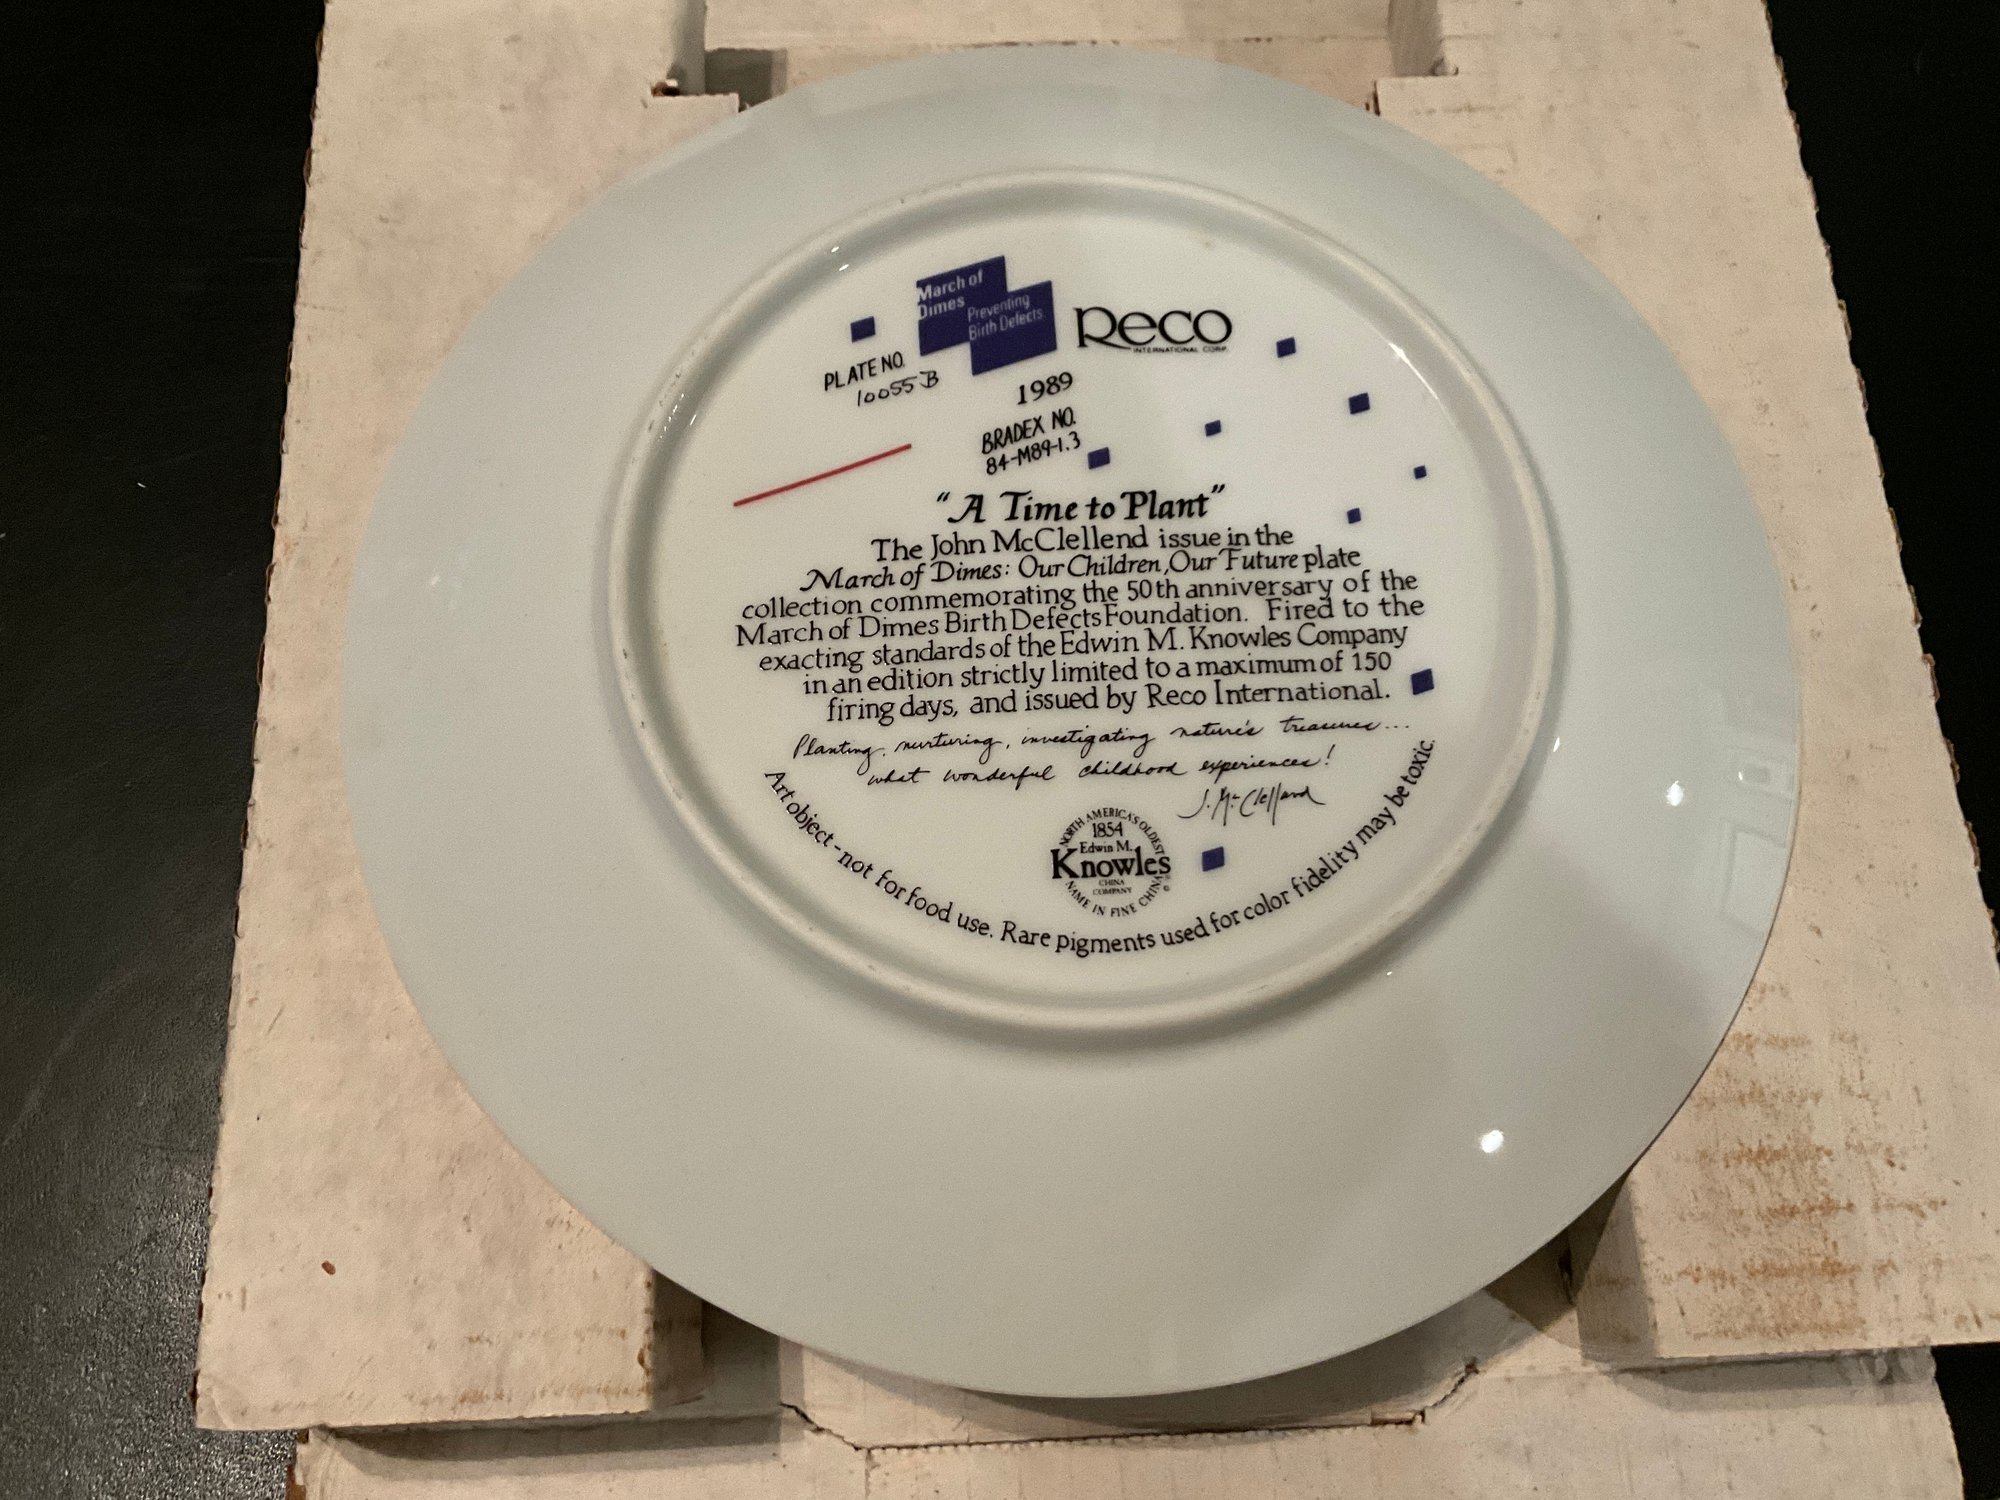 March of
Dimes
Preventing
Birth Defects
Reco
INTERNATIONAL CORP.
PLATE NO.
10055B
1989
BRADEX NO.
84-M89-1.3
"A Time to Plant"
The John McClellend issue in the
March of Dimes: Our Children, Our Future plate
collection commemorating the 50th anniversary of the
March of Dimes Birth Defects Foundation. Fired to the
exacting standards of the Edwin M. Knowles Company
in an edition strictly limited to a maximum of 150
firing days, and issued by Reco International.
Planting, nurturing, investigating nature's treasures...
what wonderful childhood experiences!
J. McClelland
NORTH AMERICA'S OLDEST
1854
Edwin M.
Knowles
CHINA
COMPANY
NAME IN FINE CHINA
Art object - not for food use. Rare pigments used for color fidelity may be toxic.